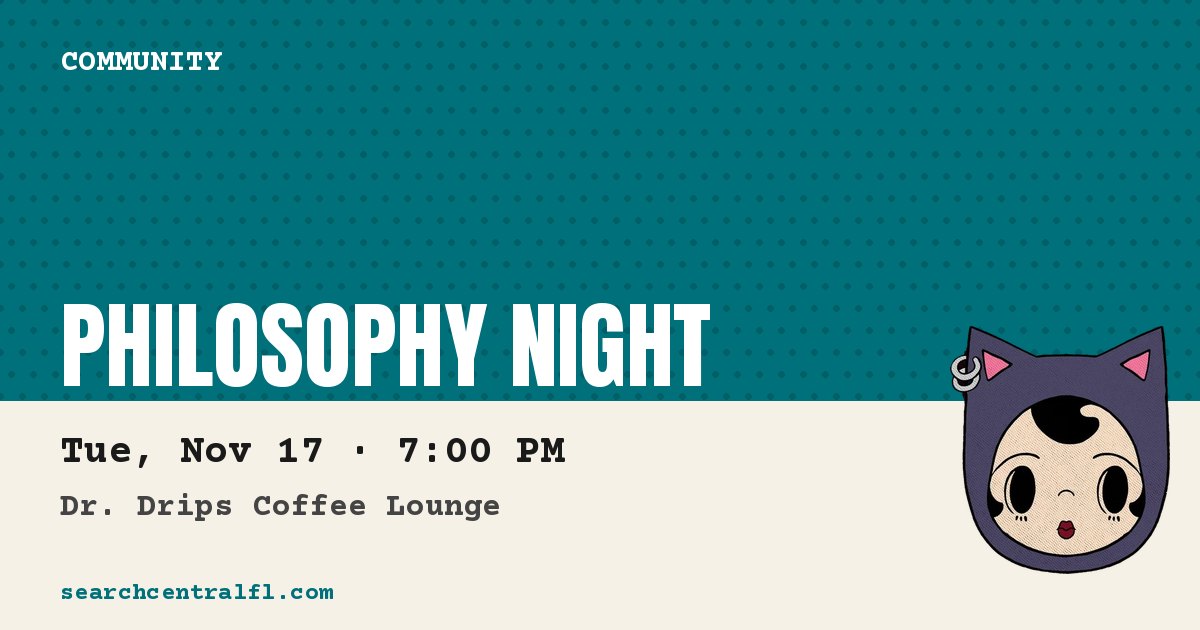 COMMUNITY
PHILOSOPHY NIGHT
Tue, Nov 17 · 7:00 PM
Dr. Drips Coffee Lounge
searchcentralfl.com